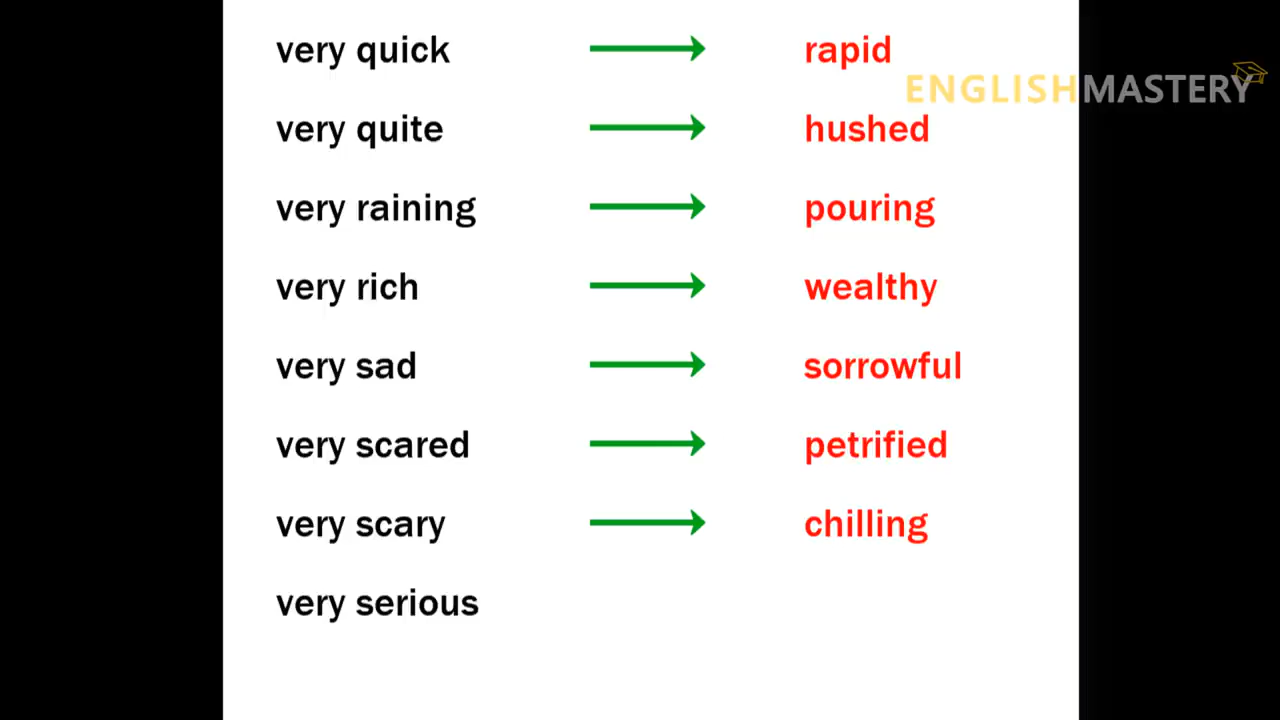 very quick → rapid
ENGLISHMASTERY
very quite → hushed
very raining → pouring
very rich → wealthy
very sad → sorrowful
very scared → petrified
very scary → chilling
very serious